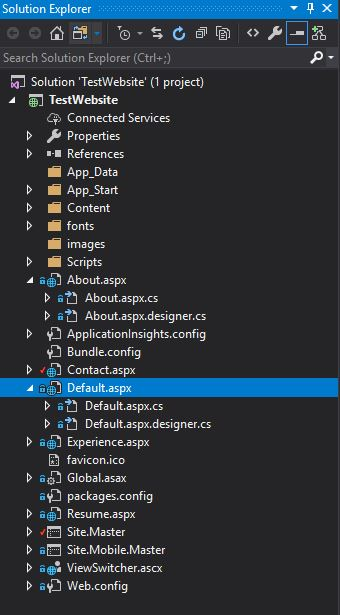 Solution Explorer
Search Solution Explorer (Ctrl+;)
Solution 'TestWebsite' (1 project)
TestWebsite
Connected Services
Properties
References
App_Data
App_Start
Content
fonts
images
Scripts
About.aspx
About.aspx.cs
About.aspx.designer.cs
ApplicationInsights.config
Bundle.config
Contact.aspx
Default.aspx
Default.aspx.cs
Default.aspx.designer.cs
Experience.aspx
favicon.ico
Global.asax
packages.config
Resume.aspx
Site.Master
Site.Mobile.Master
ViewSwitcher.ascx
Web.config